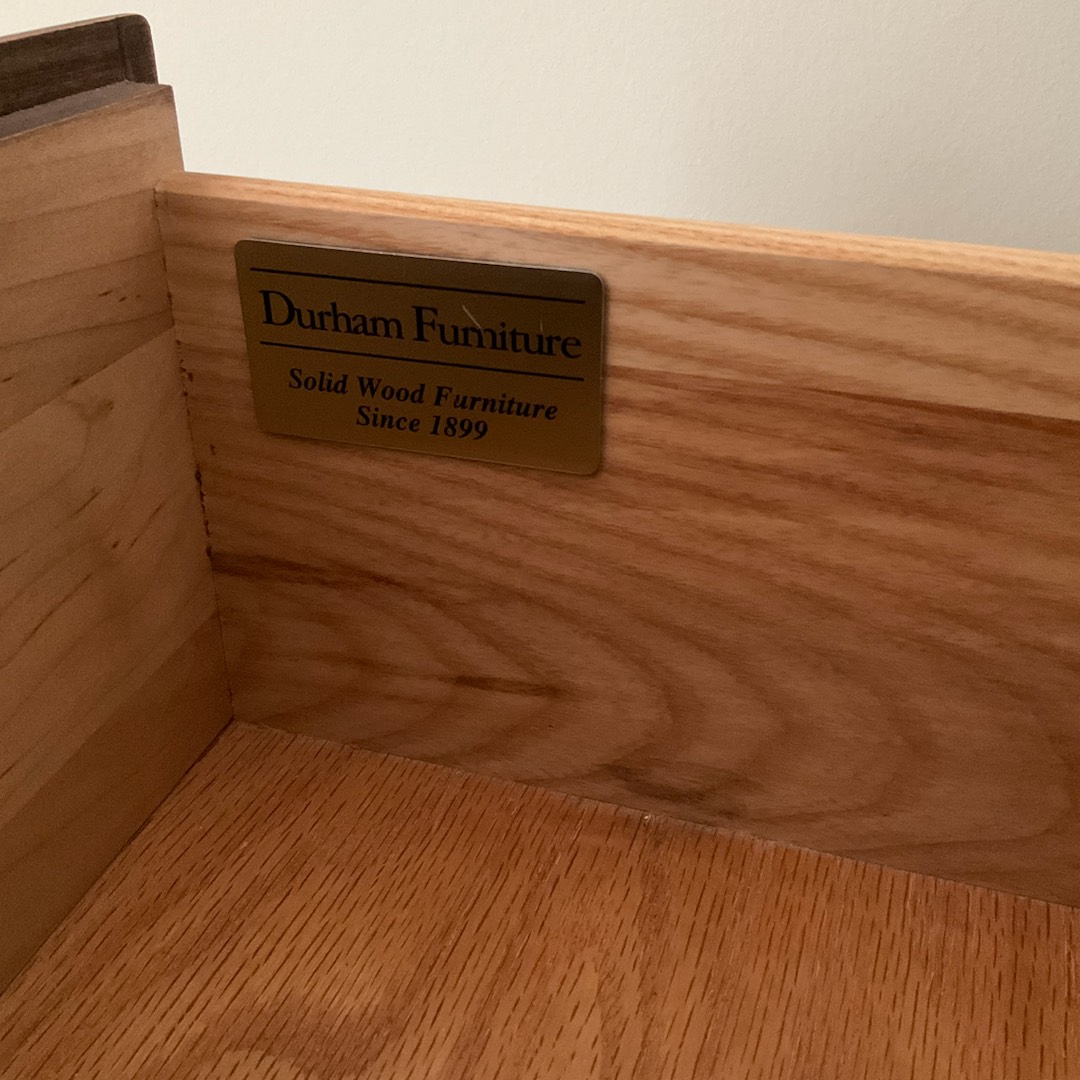 Durham Furniture
Solid Wood Furniture
Since 1899